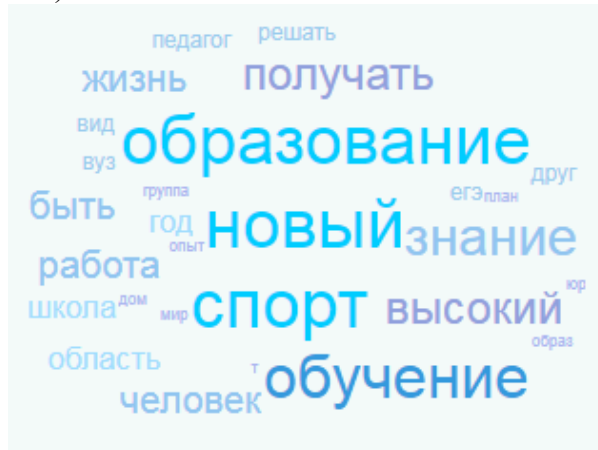 педагог решать
жизнь получать
вид образование
вуз друг
быть группа егэ план
год новый знание
опыт
работа юр
школа дом мир спорт высокий
образ
область т обучение
человек